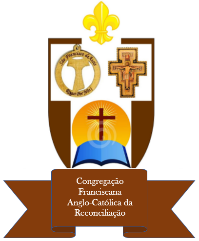 Congregação
Franciscana
Anglo-Católica da
Reconciliação